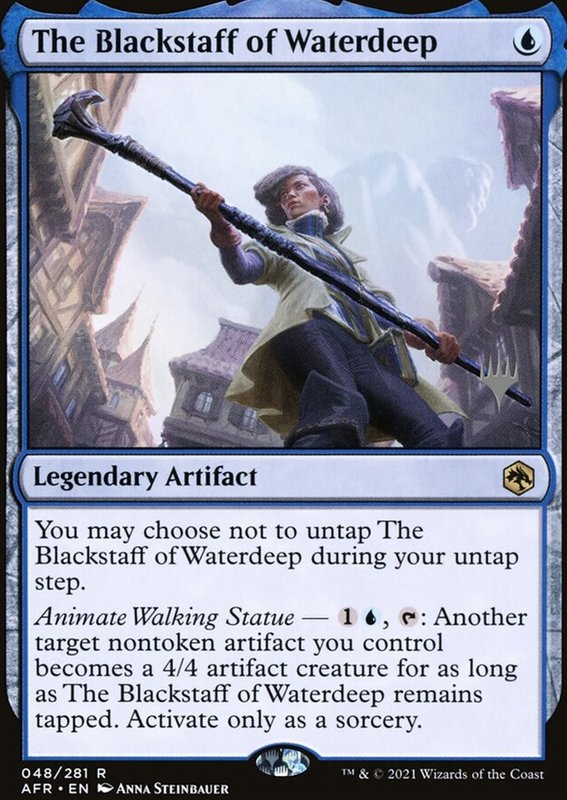 The Blackstaff of Waterdeep
Legendary Artifact
You may choose not to untap The
Blackstaff of Waterdeep during your untap
step.
Animate Walking Statue — 1 , : Another
target nontoken artifact you control
becomes a 4/4 artifact creature for as long
as The Blackstaff of Waterdeep remains
tapped. Activate only as a sorcery.
048/281 R
AFR • EN Anna Steinbauer
™ & © 2021 Wizards of the Coast